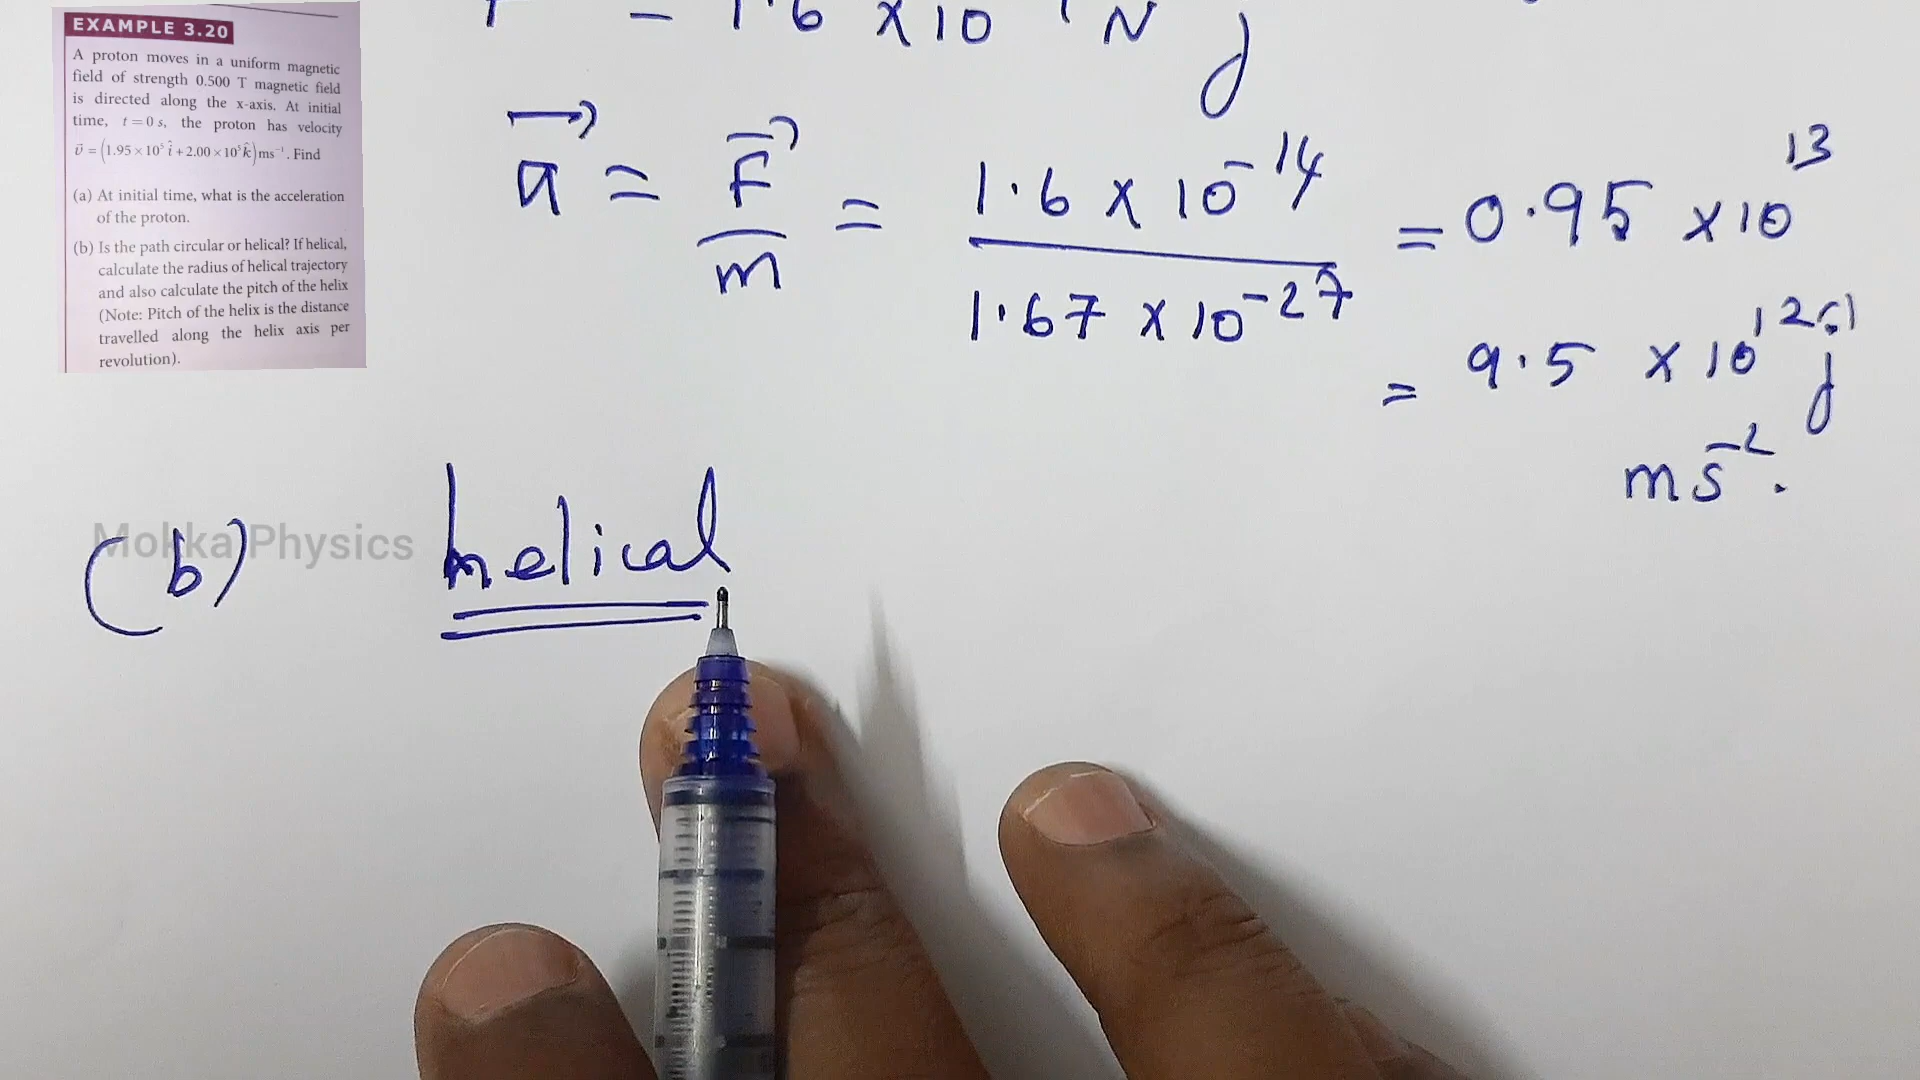 EXAMPLE 3.20
A proton moves in a uniform magnetic
field of strength 0.500 T magnetic field
is directed along the x-axis. At initial
time, t = 0 s, the proton has velocity
υ⃗ = (1.95 × 10⁵ î + 2.00 × 10⁵ k̂) ms⁻¹. Find
(a) At initial time, what is the acceleration
of the proton.
(b) Is the path circular or helical? If helical,
calculate the radius of helical trajectory
and also calculate the pitch of the helix
(Note: Pitch of the helix is the distance
travelled along the helix axis per
revolution).
= 1.6 × 10 N j
a⃗ = F⃗/m = 1.6 × 10⁻¹⁴ / 1.67 × 10⁻²⁷ = 0.95 × 10¹³
= 9.5 × 10¹² j
ms⁻².
(b) helical
Mokka Physics